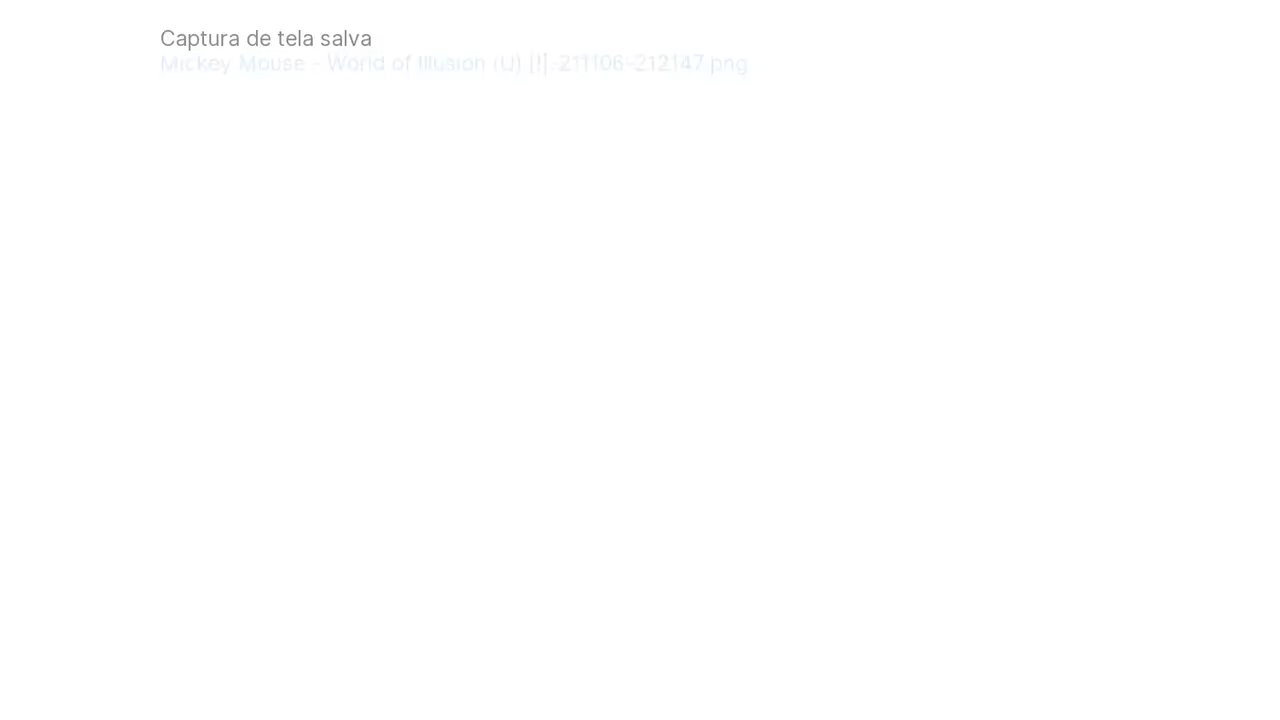 Captura de tela salva
Mickey Mouse - World of Illusion (U) [!]-211106-212147.png